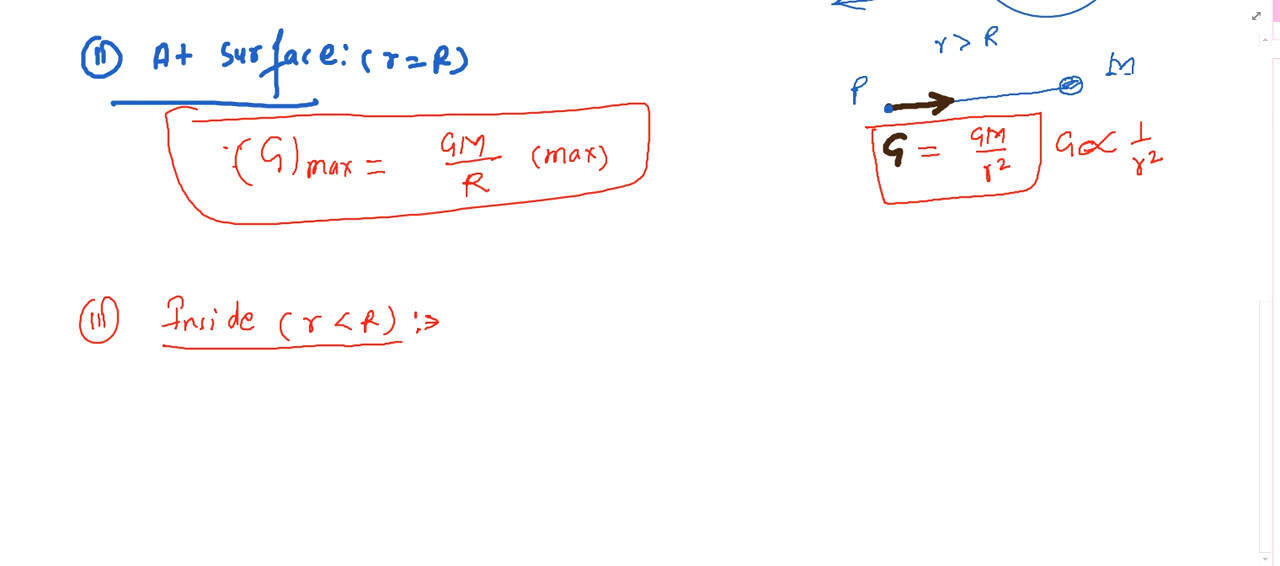 (ii) At surface: (r=R)
(G)max = GM/R (max)
(iii) Inside (r<R) :⇒
r > R
P M
G = GM/r² G∝ 1/r²